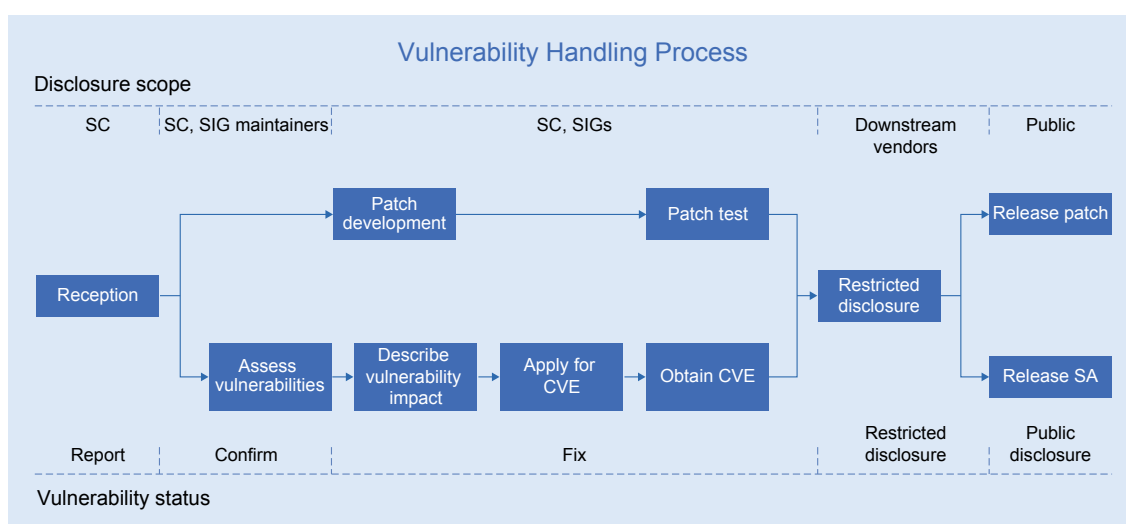 Vulnerability Handling Process
Disclosure scope
SC
SC, SIG maintainers
SC, SIGs
Downstream
vendors
Public
Patch
development
Patch test
Release patch
Reception
Restricted
disclosure
Assess
vulnerabilities
Describe
vulnerability
impact
Apply for
CVE
Obtain CVE
Release SA
Report
Confirm
Fix
Restricted
disclosure
Public
disclosure
Vulnerability status